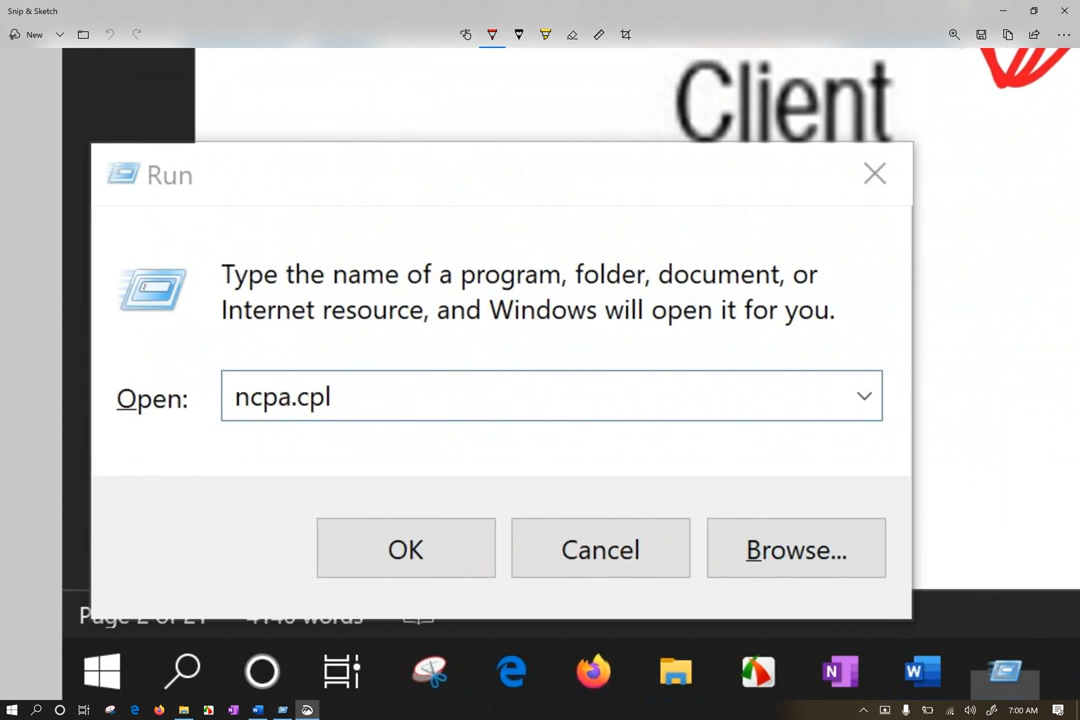 Snip & Sketch
New
Client
Run
Type the name of a program, folder, document, or
Internet resource, and Windows will open it for you.
Open: ncpa.cpl
OK Cancel Browse...
7:00 AM